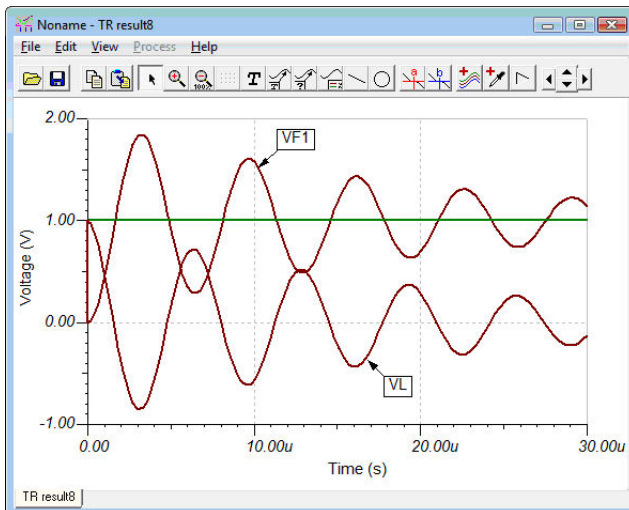 Noname - TR result8
File Edit View Process Help
100%
T
a
b
2.00
1.00
0.00
-1.00
Voltage (V)
VF1
VL
0.00 10.00u 20.00u 30.00u
Time (s)
TR result8